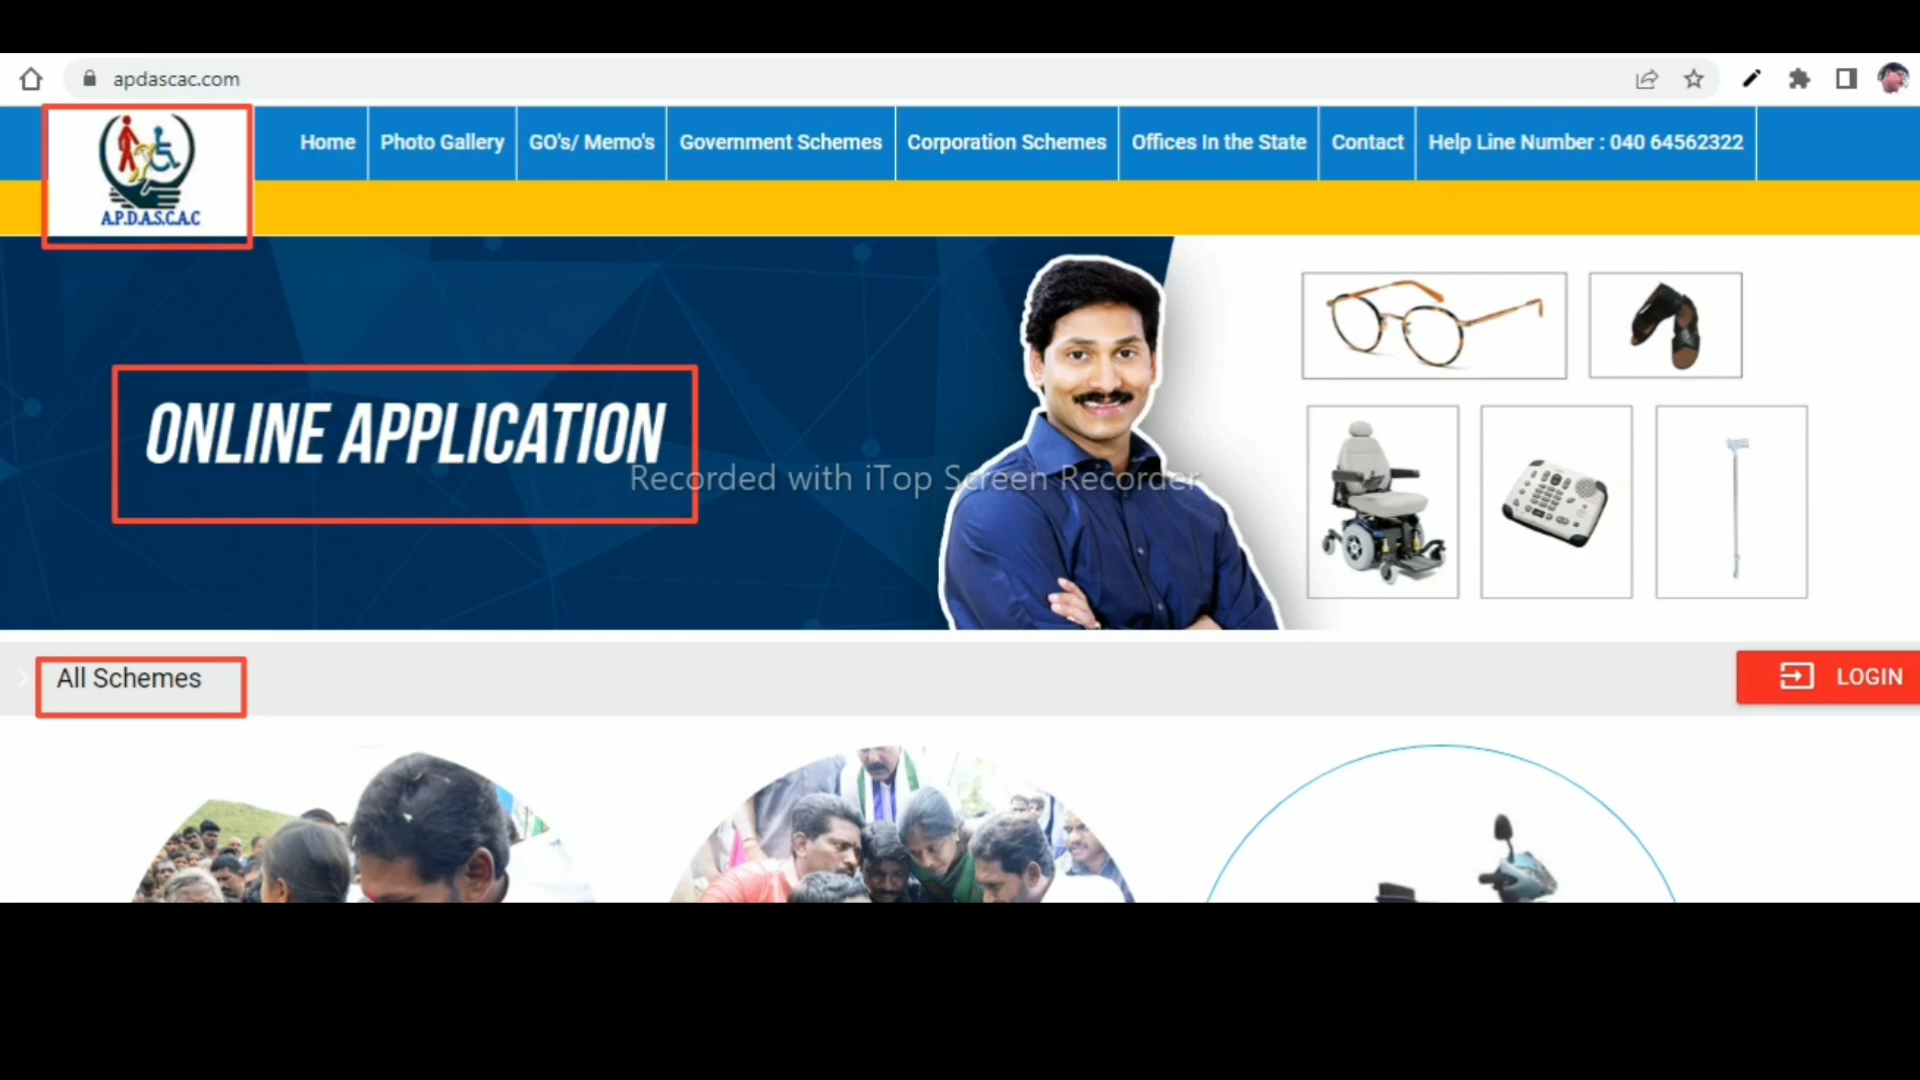 apdascac.com
A.P.D.A.S.C.A.C
Home
Photo Gallery
GO's/ Memo's
Government Schemes
Corporation Schemes
Offices In the State
Contact
Help Line Number : 040 64562322
ONLINE APPLICATION
Recorded with iTop Screen Recorder
All Schemes
LOGIN